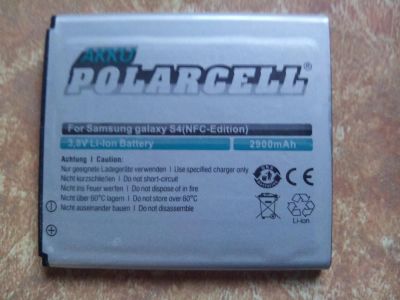 AKKU
POLARCELL®
For Samsung galaxy S4(NFC-Edition)
3,8V Li-Ion Battery 2900mAh
Achtung / Caution :
Nur geeignete Ladegeräte / Use specified charger only
Nicht kurzschließen / Do not short-circuit
Nicht ins Feuer werfen / Do not dispose of in fire
Nicht über 60°C lagern / Do not store over 60°C
Nicht auseinander bauen / Do not disassemble
Li-ion